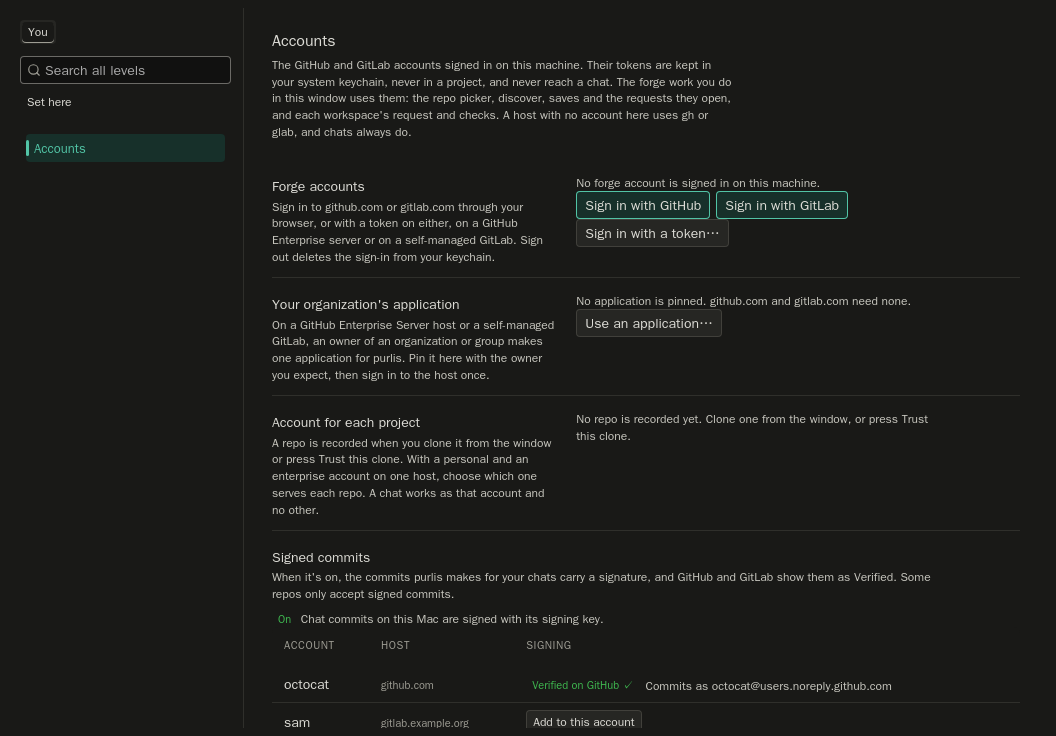 You
Search all levels
Set here
Accounts
Accounts
The GitHub and GitLab accounts signed in on this machine. Their tokens are kept in
your system keychain, never in a project, and never reach a chat. The forge work you do
in this window uses them: the repo picker, discover, saves and the requests they open,
and each workspace's request and checks. A host with no account here uses gh or
glab, and chats always do.
Forge accounts
Sign in to github.com or gitlab.com through your
browser, or with a token on either, on a GitHub
Enterprise server or on a self-managed GitLab. Sign
out deletes the sign-in from your keychain.
No forge account is signed in on this machine.
Sign in with GitHub
Sign in with GitLab
Sign in with a token…
Your organization's application
On a GitHub Enterprise Server host or a self-managed
GitLab, an owner of an organization or group makes
one application for purlis. Pin it here with the owner
you expect, then sign in to the host once.
No application is pinned. github.com and gitlab.com need none.
Use an application…
Account for each project
A repo is recorded when you clone it from the window
or press Trust this clone. With a personal and an
enterprise account on one host, choose which one
serves each repo. A chat works as that account and
no other.
No repo is recorded yet. Clone one from the window, or press Trust
this clone.
Signed commits
When it's on, the commits purlis makes for your chats carry a signature, and GitHub and GitLab show them as Verified. Some
repos only accept signed commits.
On Chat commits on this Mac are signed with its signing key.
ACCOUNT HOST SIGNING
octocat github.com Verified on GitHub ✓ Commits as octocat@users.noreply.github.com
sam gitlab.example.org Add to this account